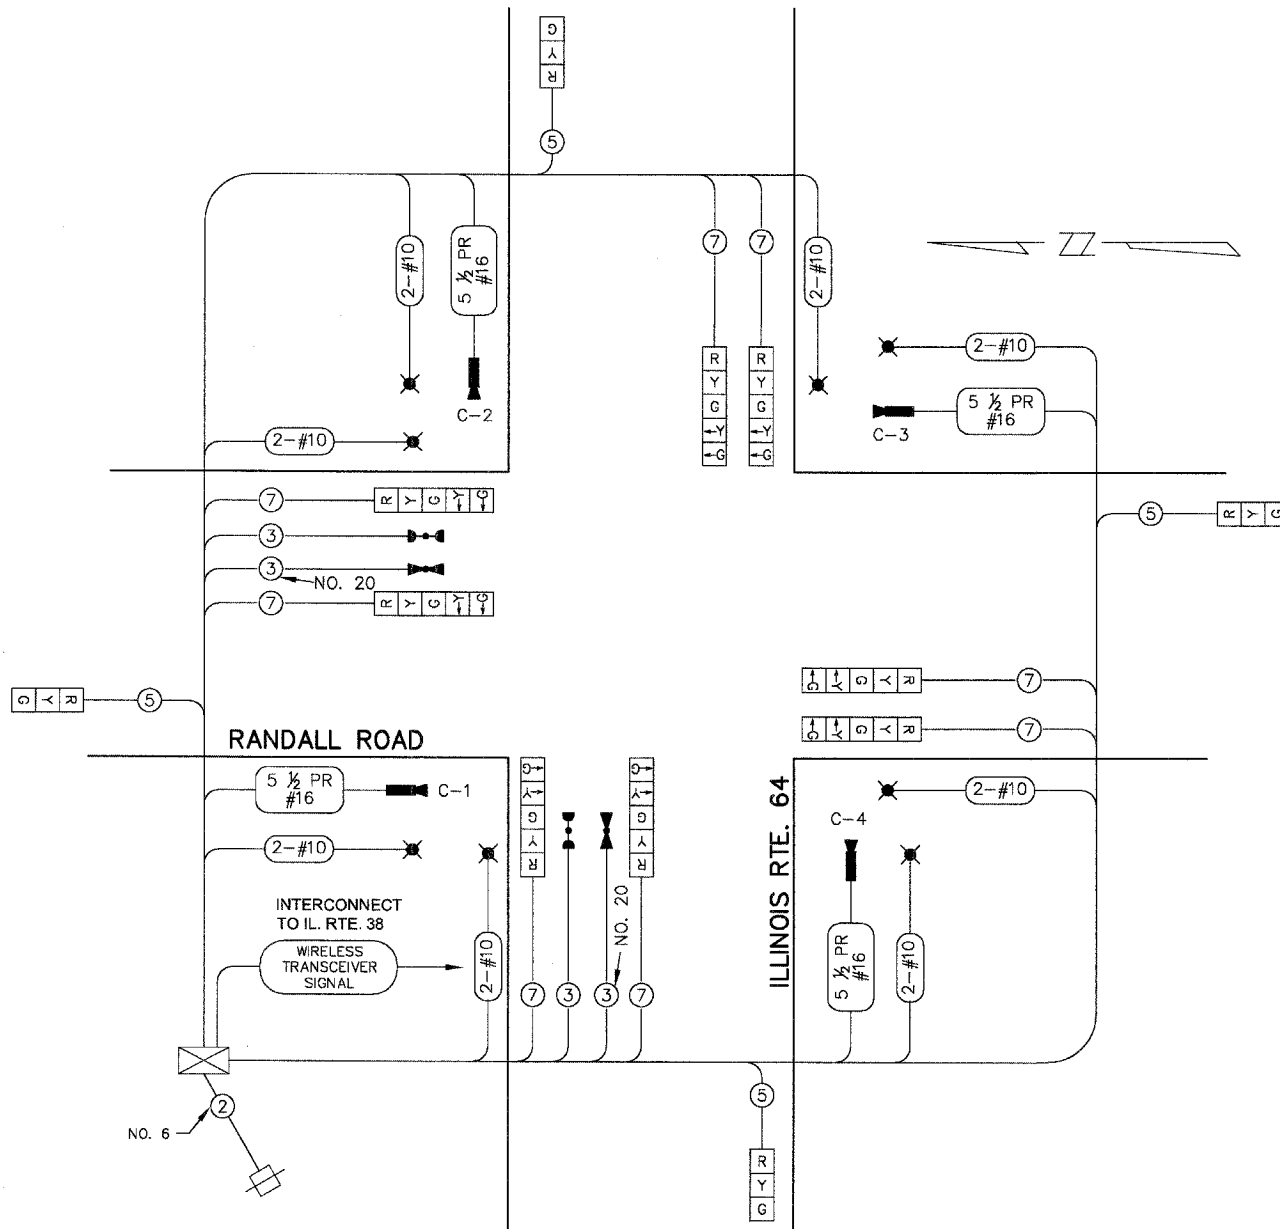 G
Y
R
5
7
7
2-#10
5 ½ PR
#16
2-#10
R
Y
G
←Y
←G
R
Y
G
←Y
←G
C-2
2-#10
2-#10
5 ½ PR
#16
C-3
R Y G ←Y ←G
7
3
3
NO. 20
7
R Y G ←Y ←G
5
R Y G
5
R Y G
←G ←Y G Y R
7
←G ←Y G Y R
7
RANDALL ROAD
5 ½ PR
#16
C-1
2-#10
INTERCONNECT
TO IL. RTE. 38
WIRELESS
TRANSCEIVER
SIGNAL
2-#10
←G
←Y
G
Y
R
←G
←Y
G
Y
R
7
3
3
7
NO. 20
ILLINOIS RTE. 64
2-#10
C-4
5 ½ PR
#16
2-#10
2
NO. 6
5
R
Y
G